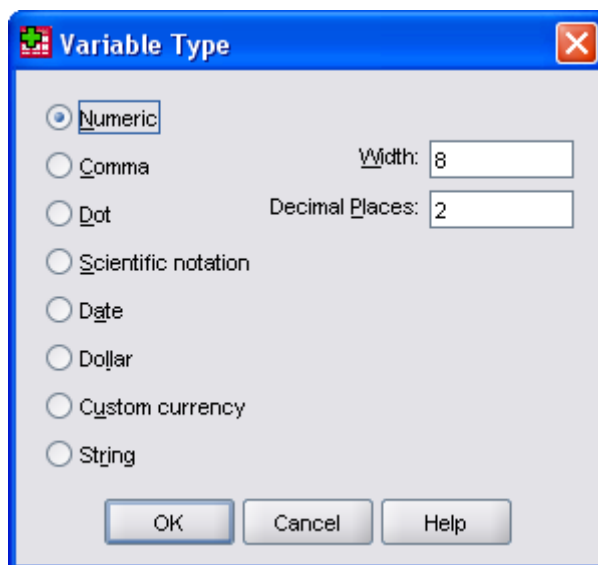 Variable Type
Numeric
Comma
Width: 8
Dot
Decimal Places: 2
Scientific notation
Date
Dollar
Custom currency
String
OK Cancel Help